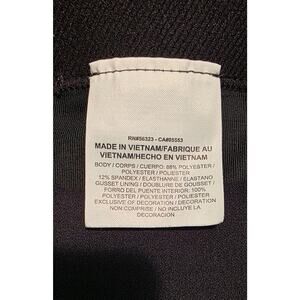 RN#56323 - CA#05553
MADE IN VIETNAM/FABRIQUE AU
VIETNAM/HECHO EN VIETNAM
BODY / CORPS / CUERPO: 88% POLYESTER /
POLYESTER / POLIÉSTER
12% SPANDEX / ELASTHANNE / ELASTANO
GUSSET LINING / DOUBLURE DE GOUSSET /
FORRO DEL PUENTE INTERIOR: 100%
POLYESTER / POLYESTER / POLIÉSTER
EXCLUSIVE OF DECORATION / DÉCORATION
NON COMPRISE / NO INCLUYE LA
DECORACIÓN